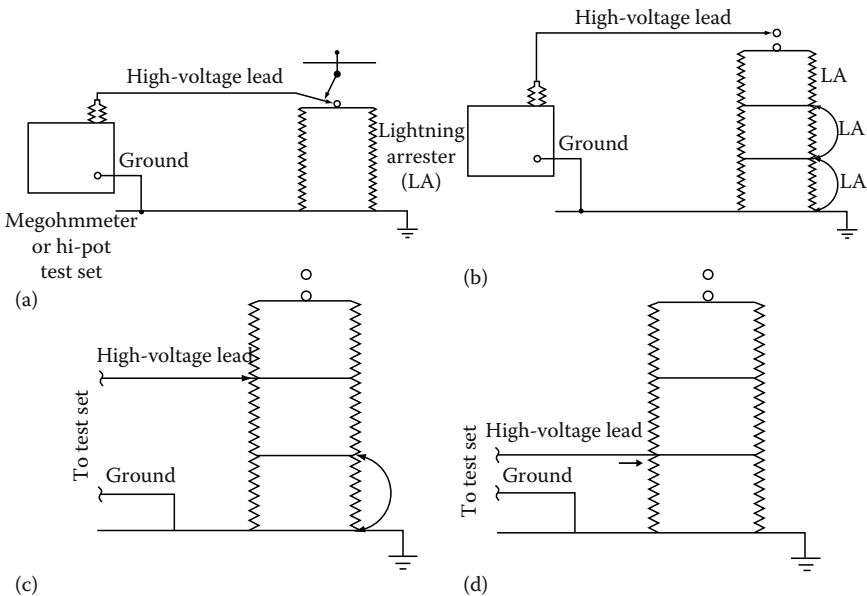 High-voltage lead
Ground
Lightning
arrester
(LA)
Megohmmeter
or hi-pot
test set
(a)
High-voltage lead
LA
LA
LA
Ground
(b)
High-voltage lead
To test set
Ground
(c)
High-voltage lead
To test set
Ground
(d)